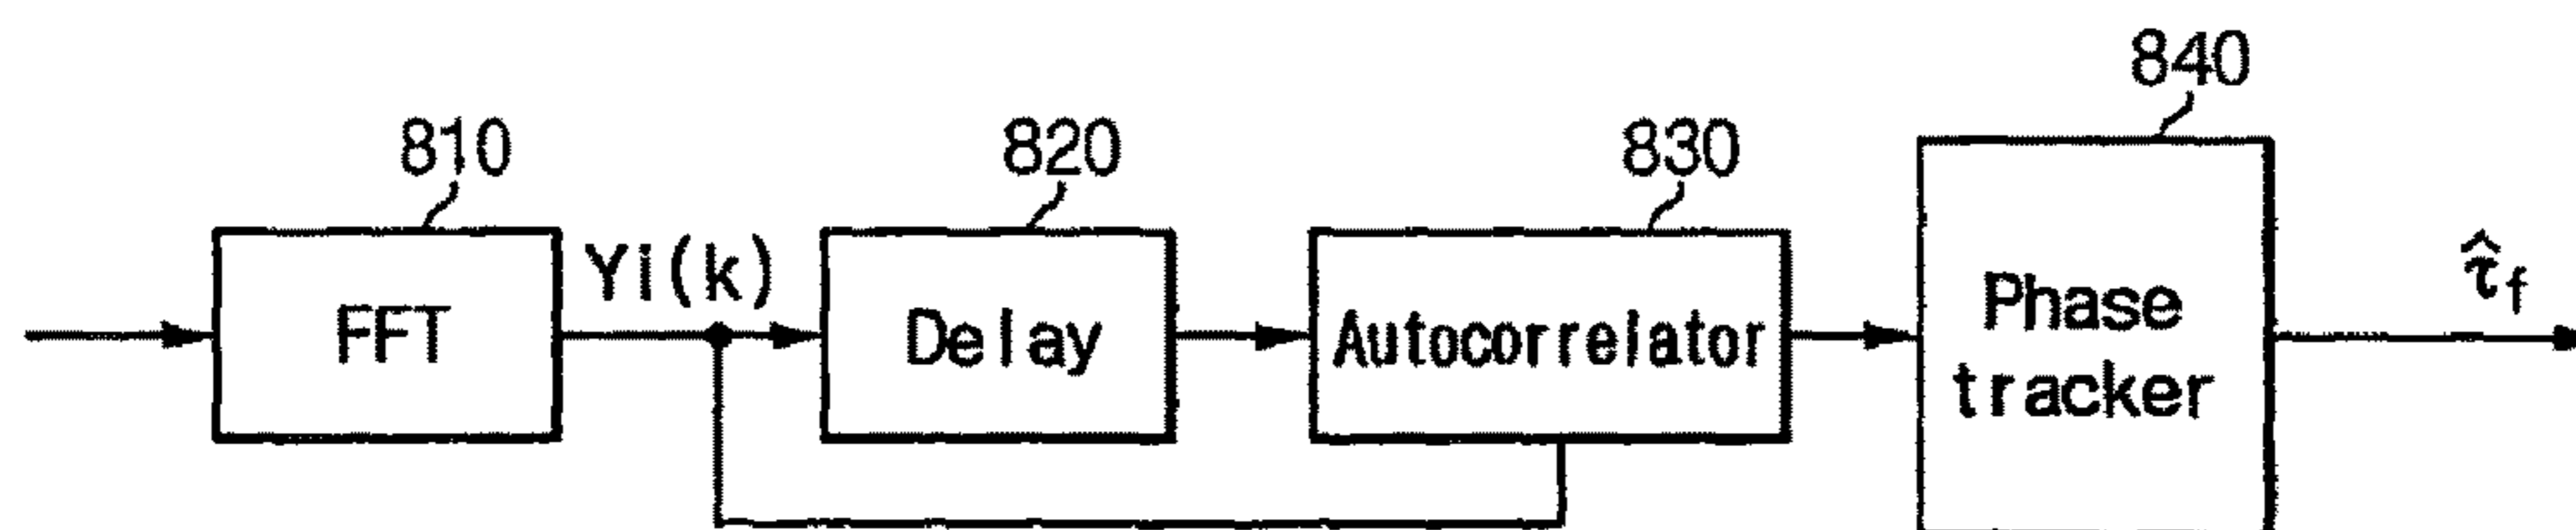 810
820
830
840
FFT
Yi(k)
Delay
Autocorrelator
Phase
tracker
τ̂f